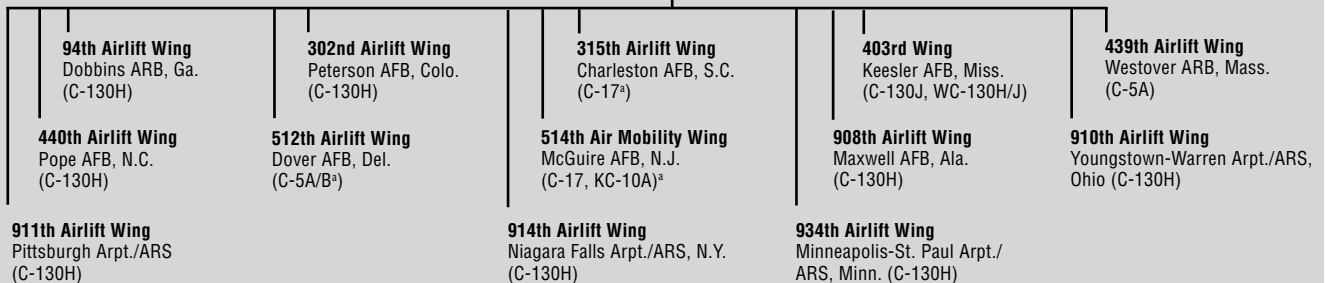 94th Airlift Wing
Dobbins ARB, Ga.
(C-130H)
302nd Airlift Wing
Peterson AFB, Colo.
(C-130H)
315th Airlift Wing
Charleston AFB, S.C.
(C-17ª)
403rd Wing
Keesler AFB, Miss.
(C-130J, WC-130H/J)
439th Airlift Wing
Westover ARB, Mass.
(C-5A)
440th Airlift Wing
Pope AFB, N.C.
(C-130H)
512th Airlift Wing
Dover AFB, Del.
(C-5A/Bª)
514th Air Mobility Wing
McGuire AFB, N.J.
(C-17, KC-10A)ª
908th Airlift Wing
Maxwell AFB, Ala.
(C-130H)
910th Airlift Wing
Youngstown-Warren Arpt./ARS,
Ohio (C-130H)
911th Airlift Wing
Pittsburgh Arpt./ARS
(C-130H)
914th Airlift Wing
Niagara Falls Arpt./ARS, N.Y.
(C-130H)
934th Airlift Wing
Minneapolis-St. Paul Arpt./
ARS, Minn. (C-130H)